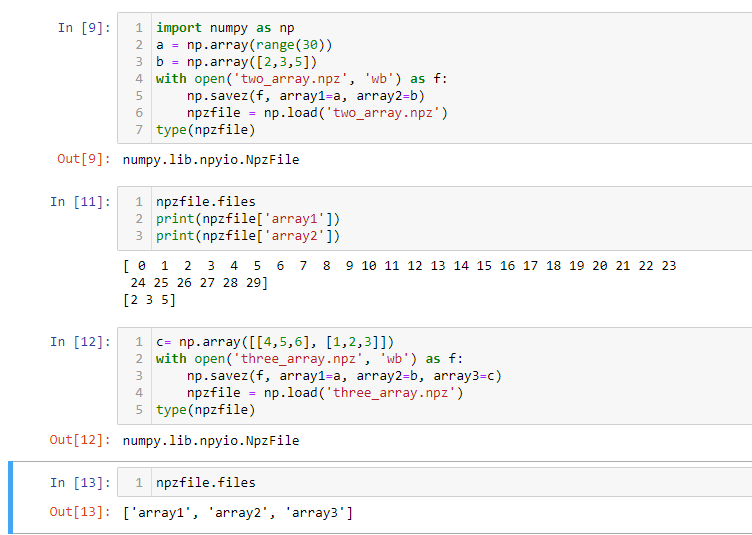 In [9]:
1 import numpy as np
2 a = np.array(range(30))
3 b = np.array([2,3,5])
4 with open('two_array.npz', 'wb') as f:
5     np.savez(f, array1=a, array2=b)
6     npzfile = np.load('two_array.npz')
7 type(npzfile)
Out[9]: numpy.lib.npyio.NpzFile
In [11]:
1 npzfile.files
2 print(npzfile['array1'])
3 print(npzfile['array2'])
[ 0  1  2  3  4  5  6  7  8  9 10 11 12 13 14 15 16 17 18 19 20 21 22 23
 24 25 26 27 28 29]
[2 3 5]
In [12]:
1 c= np.array([[4,5,6], [1,2,3]])
2 with open('three_array.npz', 'wb') as f:
3     np.savez(f, array1=a, array2=b, array3=c)
4     npzfile = np.load('three_array.npz')
5 type(npzfile)
Out[12]: numpy.lib.npyio.NpzFile
In [13]:
1 npzfile.files
Out[13]: ['array1', 'array2', 'array3']